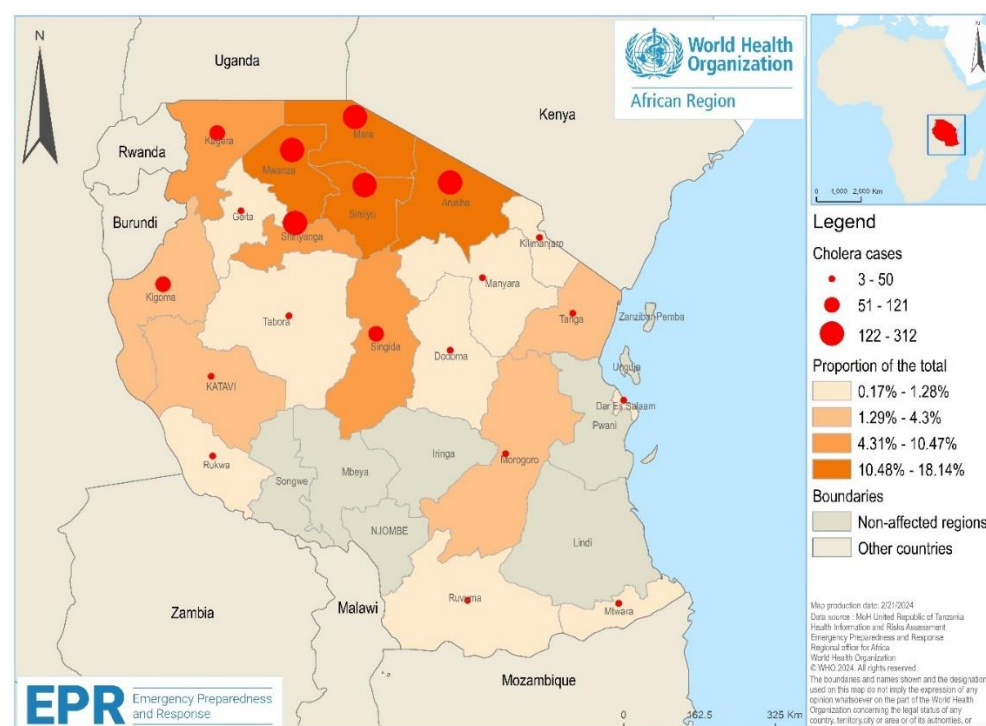 N
Uganda
World Health
Organization
African Region
Kenya
Rwanda
Burundi
Kagera
Mara
Mwanza
Simiyu
Arusha
Geita
Shinyanga
Kilimanjaro
Kigoma
Manyara
Tabora
Singida
Tanga
Zanzibar Pemba
Dodoma
Unguja
KATAVI
Dar Es Salaam
Pwani
Rukwa
Iringa
Morogoro
Mbeya
Songwe
NJOMBE
Lindi
Ruvuma
Mtwara
Zambia
Malawi
Mozambique
EPR
Emergency Preparedness
and Response
0 162.5 325 Km
N
0 1,000 2,000 Km
Legend
Cholera cases
3 - 50
51 - 121
122 - 312
Proportion of the total
0.17% - 1.28%
1.29% - 4.3%
4.31% - 10.47%
10.48% - 18.14%
Boundaries
Non-affected regions
Other countries
Map production date: 2/21/2024
Data source : MoH United Republic of Tanzania
Health Information and Risks Assessment
Emergency Preparedness and Response
Regional office for Africa
World Health Organization
© WHO 2024. All rights reserved.
The boundaries and names shown and the designation
used on this map do not imply the expression of any
opinion whatsoever on the part of the World Health
Organization concerning the legal status of any
country, territory, city or area or of its authorities, or